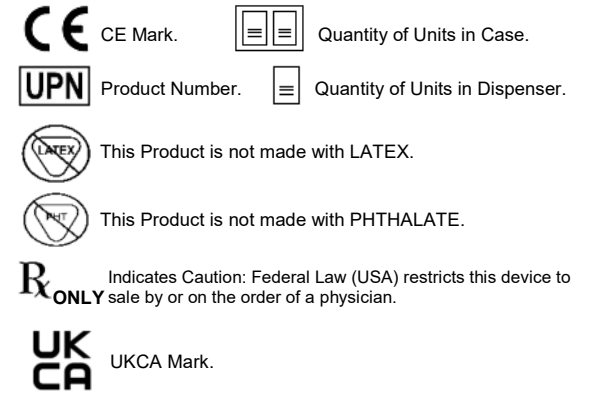 CE CE Mark. Quantity of Units in Case.
UPN Product Number. Quantity of Units in Dispenser.
LATEX This Product is not made with LATEX.
PHT This Product is not made with PHTHALATE.
Rx ONLY Indicates Caution: Federal Law (USA) restricts this device to
sale by or on the order of a physician.
UK
CA UKCA Mark.